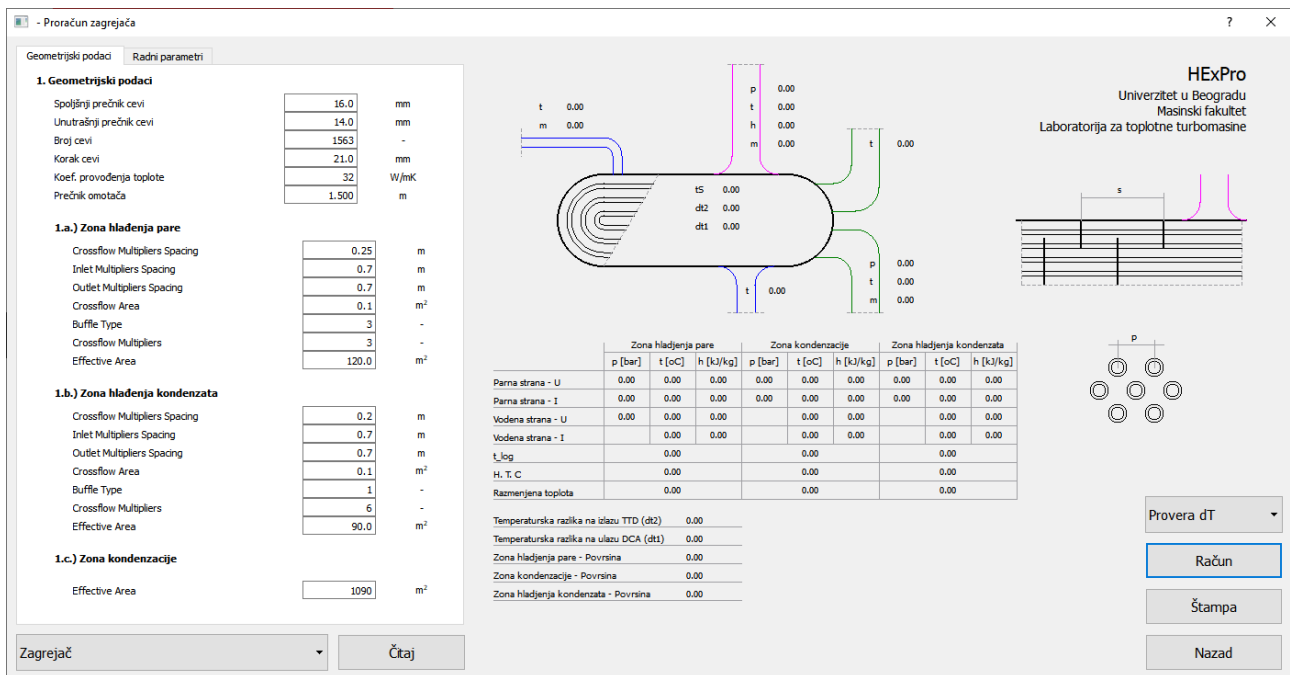 - Proračun zagrejača
?
Geometrijski podaci Radni parametri
1. Geometrijski podaci
Spoljšnji prečnik cevi 16.0 mm
Unutrašnji prečnik cevi 14.0 mm
Broj cevi 1563 -
Korak cevi 21.0 mm
Koef. provođenja toplote 32 W/mK
Prečnik omotača 1.500 m
1.a.) Zona hlađenja pare
Crossflow Multipliers Spacing 0.25 m
Inlet Multipliers Spacing 0.7 m
Outlet Multipliers Spacing 0.7 m
Crossflow Area 0.1 m²
Buffle Type 3 -
Crossflow Multipliers 3 -
Effective Area 120.0 m²
1.b.) Zona hlađenja kondenzata
Crossflow Multipliers Spacing 0.2 m
Inlet Multipliers Spacing 0.7 m
Outlet Multipliers Spacing 0.7 m
Crossflow Area 0.1 m²
Buffle Type 1 -
Crossflow Multipliers 6 -
Effective Area 90.0 m²
1.c.) Zona kondenzacije
Effective Area 1090 m²
Zagrejač
Čitaj
t 0.00
m 0.00
p 0.00
t 0.00
h 0.00
m 0.00
t 0.00
tS 0.00
dt2 0.00
dt1 0.00
p 0.00
t 0.00
m 0.00
t 0.00
HExPro
Univerzitet u Beogradu
Masinski fakultet
Laboratorija za toplotne turbomasine
s
p
Zona hladjenja pare Zona kondenzacije Zona hladjenja kondenzata
p [bar] t [oC] h [kJ/kg] p [bar] t [oC] h [kJ/kg] p [bar] t [oC] h [kJ/kg]
Parna strana - U 0.00 0.00 0.00 0.00 0.00 0.00 0.00 0.00 0.00
Parna strana - I 0.00 0.00 0.00 0.00 0.00 0.00 0.00 0.00 0.00
Vodena strana - U 0.00 0.00 0.00 0.00 0.00 0.00 0.00
Vodena strana - I 0.00 0.00 0.00 0.00 0.00 0.00
t_log 0.00 0.00 0.00
H. T. C 0.00 0.00 0.00
Razmenjena toplota 0.00 0.00 0.00
Temperaturska razlika na izlazu TTD (dt2) 0.00
Temperaturska razlika na ulazu DCA (dt1) 0.00
Zona hladjenja pare - Povrsina 0.00
Zona kondenzacije - Povrsina 0.00
Zona hladjenja kondenzata - Povrsina 0.00
Provera dT
Račun
Štampa
Nazad